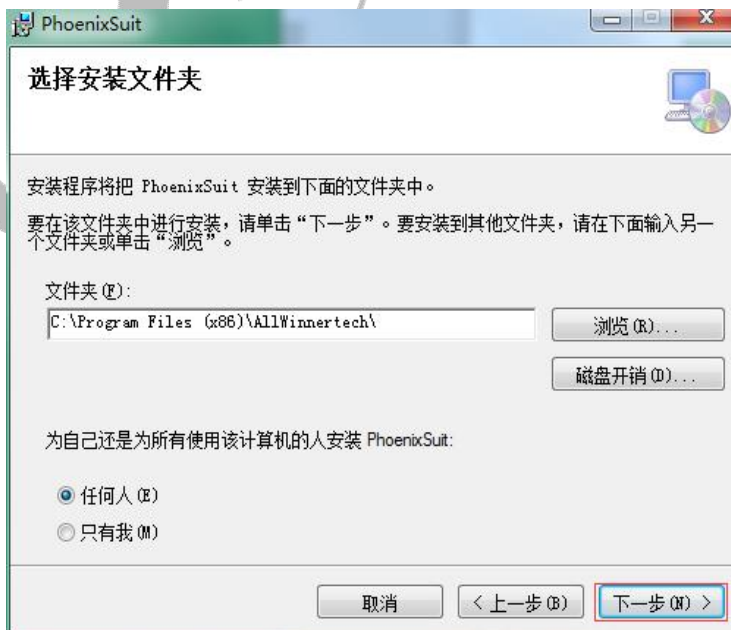 PhoenixSuit
选择安装文件夹
安装程序将把 PhoenixSuit 安装到下面的文件夹中。
要在该文件夹中进行安装，请单击“下一步”。要安装到其他文件夹，请在下面输入另一
个文件夹或单击“浏览”。
文件夹(F):
C:\Program Files (x86)\AllWinnertech\
浏览(R)...
磁盘开销(D)...
为自己还是为所有使用该计算机的人安装 PhoenixSuit:
任何人(E)
只有我(M)
取消
< 上一步(B)
下一步(N) >